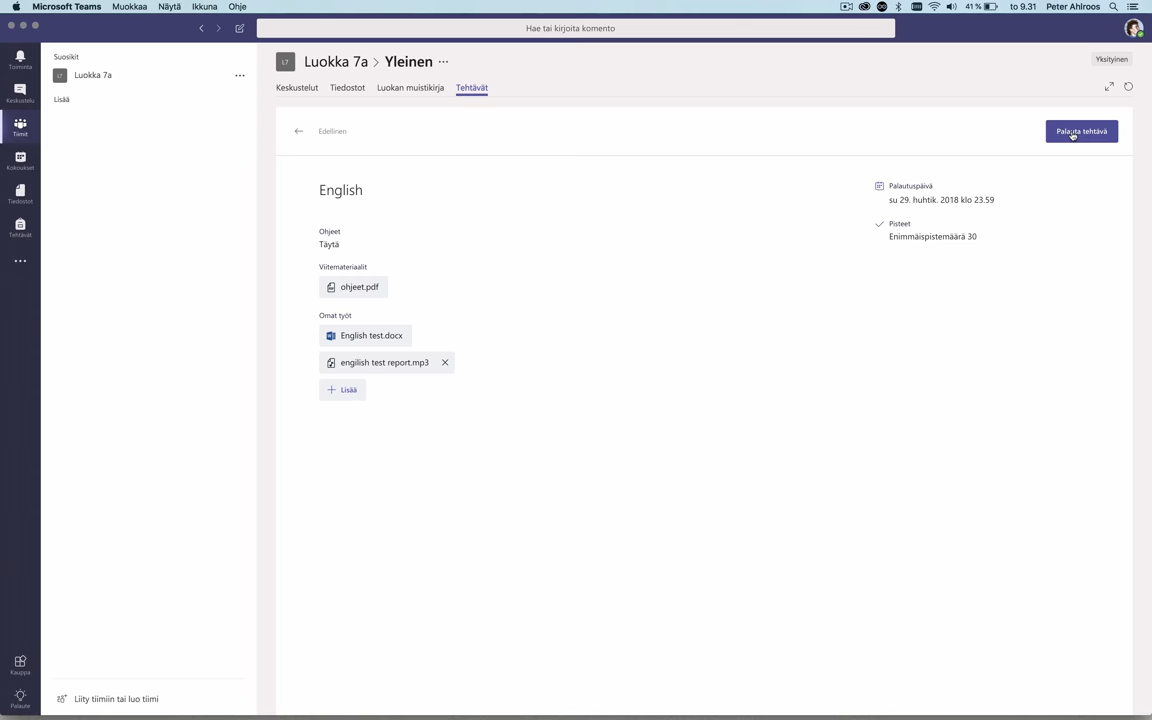 Microsoft Teams Muokkaa Näytä Ikkuna Ohje 41 % to 9.31 Peter Ahlroos
Hae tai kirjoita komento
Toiminta
Keskustelu
Tiimit
Kokoukset
Tiedostot
Tehtävät
Kauppa
Palaute
Suosikit
L7 Luokka 7a
Lisää
Liity tiimiin tai luo tiimi
L7 Luokka 7a > Yleinen ···
Yksityinen
Keskustelut Tiedostot Luokan muistikirja Tehtävät
Edellinen
Palauta tehtävä
English
Ohjeet
Täytä
Viitemateriaalit
ohjeet.pdf
Omat työt
English test.docx
engilish test report.mp3
Lisää
Palautuspäivä
su 29. huhtik. 2018 klo 23.59
Pisteet
Enimmäispistemäärä 30